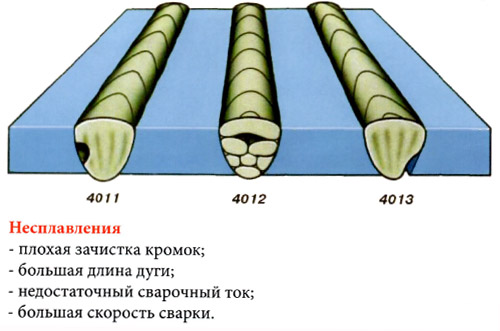 4011 4012 4013
Несплавления
- плохая зачистка кромок;
- большая длина дуги;
- недостаточный сварочный ток;
- большая скорость сварки.